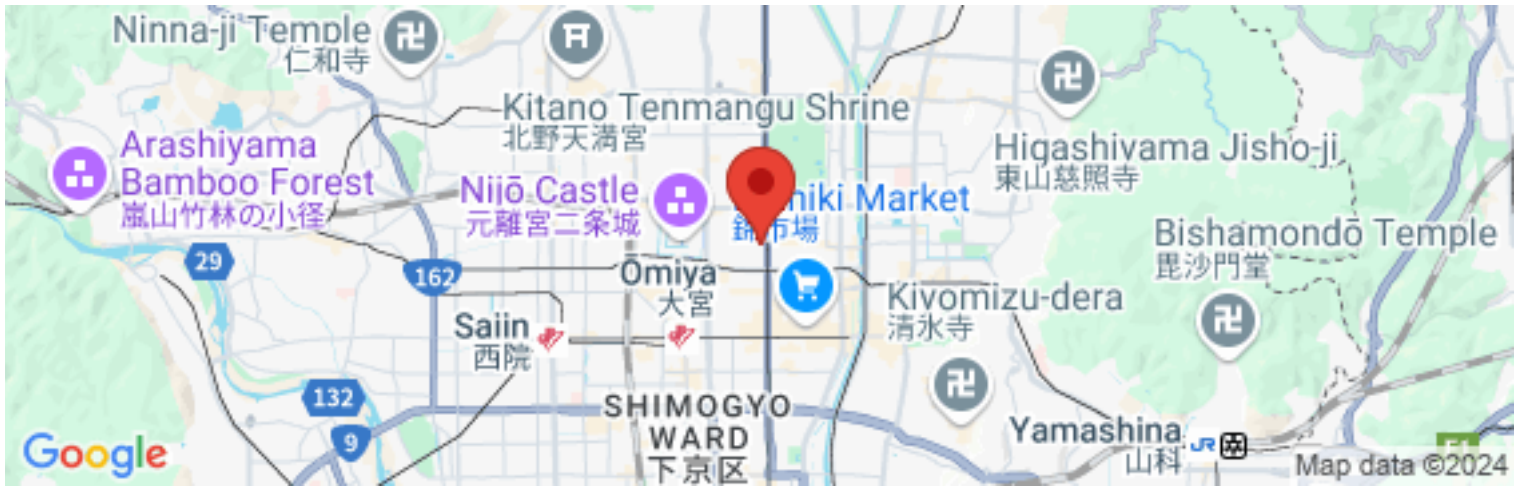 Ninna-ji Temple
仁和寺
Kitano Tenmangu Shrine
北野天満宮
Arashiyama
Bamboo Forest
嵐山竹林の小径
Nijō Castle
元離宮二条城
Market
錦市場
Higashiyama Jisho-ji
東山慈照寺
Bishamondō Temple
毘沙門堂
29
162
Ōmiya
大宮
Kiyomizu-dera
清水寺
Saiin
西院
132
9
SHIMOGYO
WARD
下京区
Yamashina
山科
JR
Google
Map data ©2024